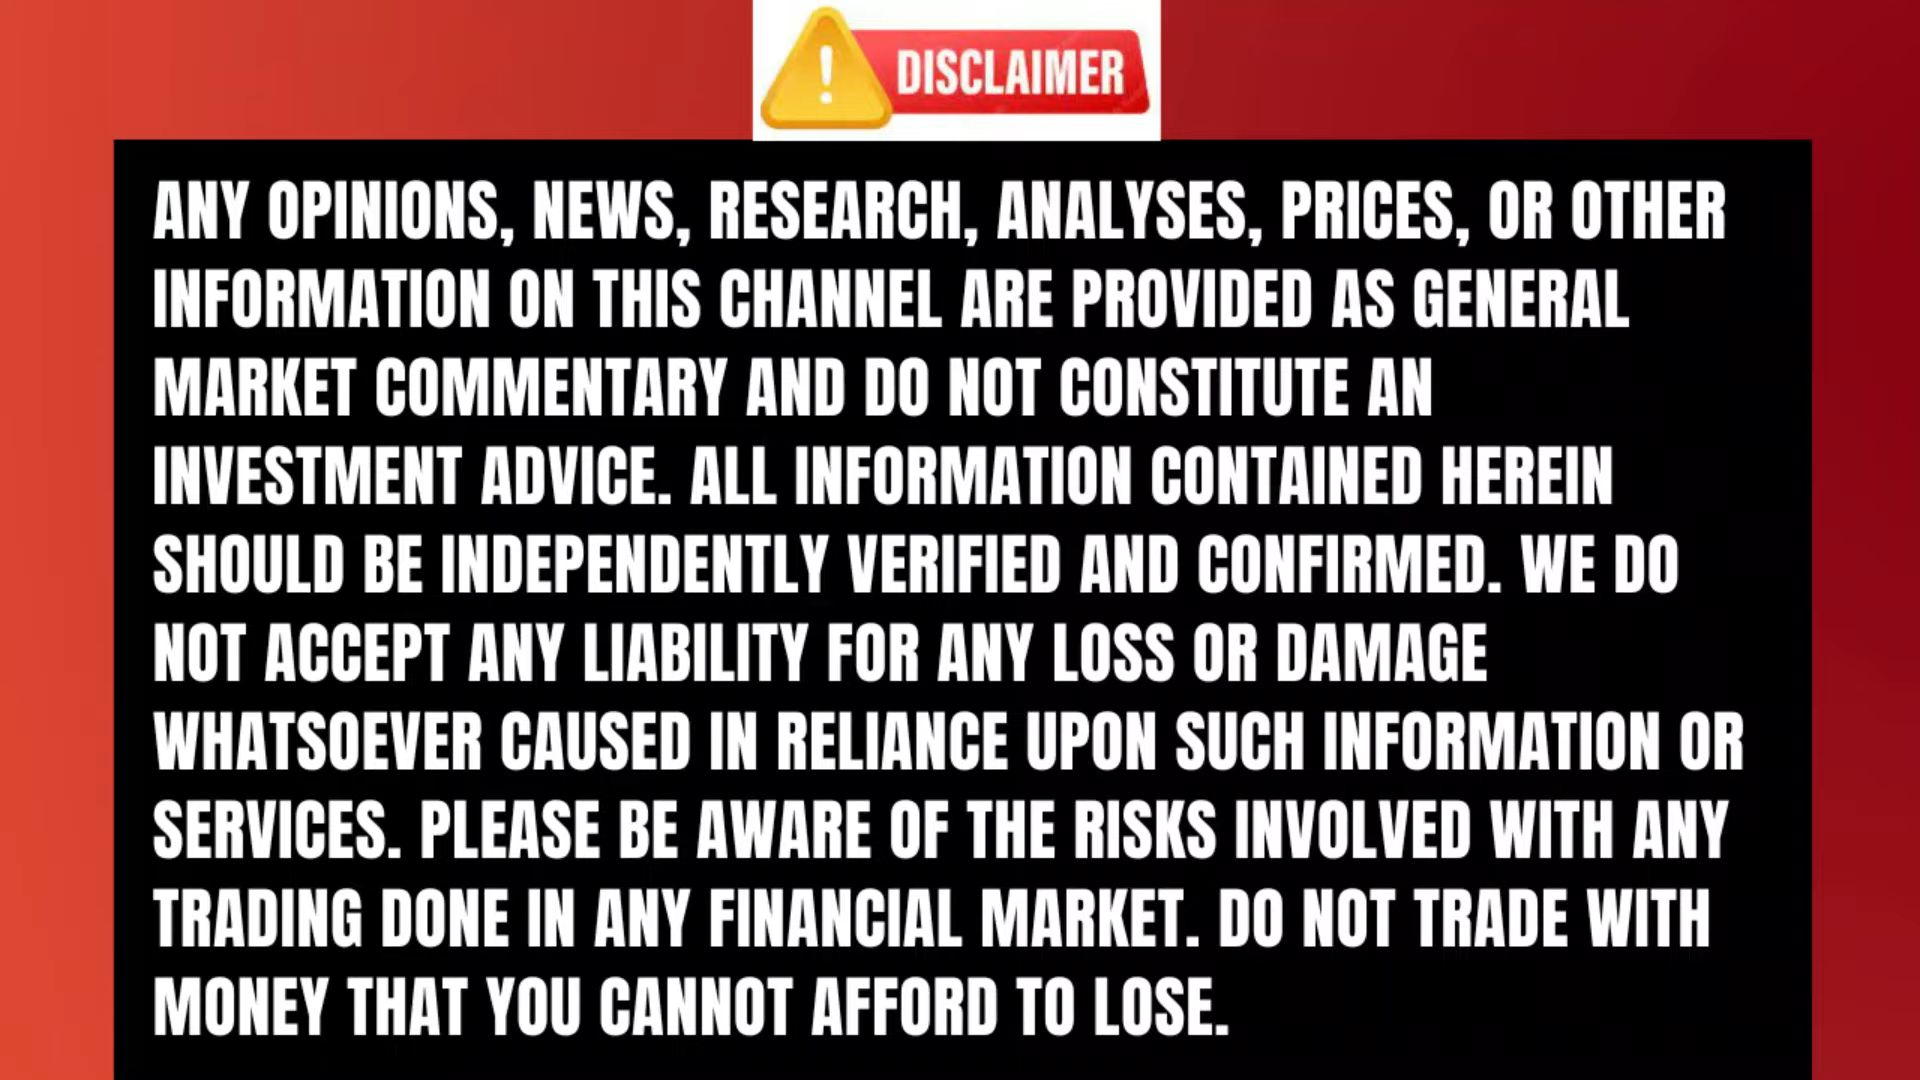 DISCLAIMER
ANY OPINIONS, NEWS, RESEARCH, ANALYSES, PRICES, OR OTHER
INFORMATION ON THIS CHANNEL ARE PROVIDED AS GENERAL
MARKET COMMENTARY AND DO NOT CONSTITUTE AN
INVESTMENT ADVICE. ALL INFORMATION CONTAINED HEREIN
SHOULD BE INDEPENDENTLY VERIFIED AND CONFIRMED. WE DO
NOT ACCEPT ANY LIABILITY FOR ANY LOSS OR DAMAGE
WHATSOEVER CAUSED IN RELIANCE UPON SUCH INFORMATION OR
SERVICES. PLEASE BE AWARE OF THE RISKS INVOLVED WITH ANY
TRADING DONE IN ANY FINANCIAL MARKET. DO NOT TRADE WITH
MONEY THAT YOU CANNOT AFFORD TO LOSE.